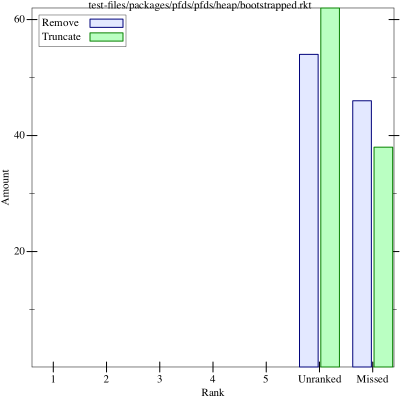 test-files/packages/pfds/pfds/heap/bootstrapped.rkt
60
Remove
Truncate
40
Amount
20
1 2 3 4 5 Unranked Missed
Rank